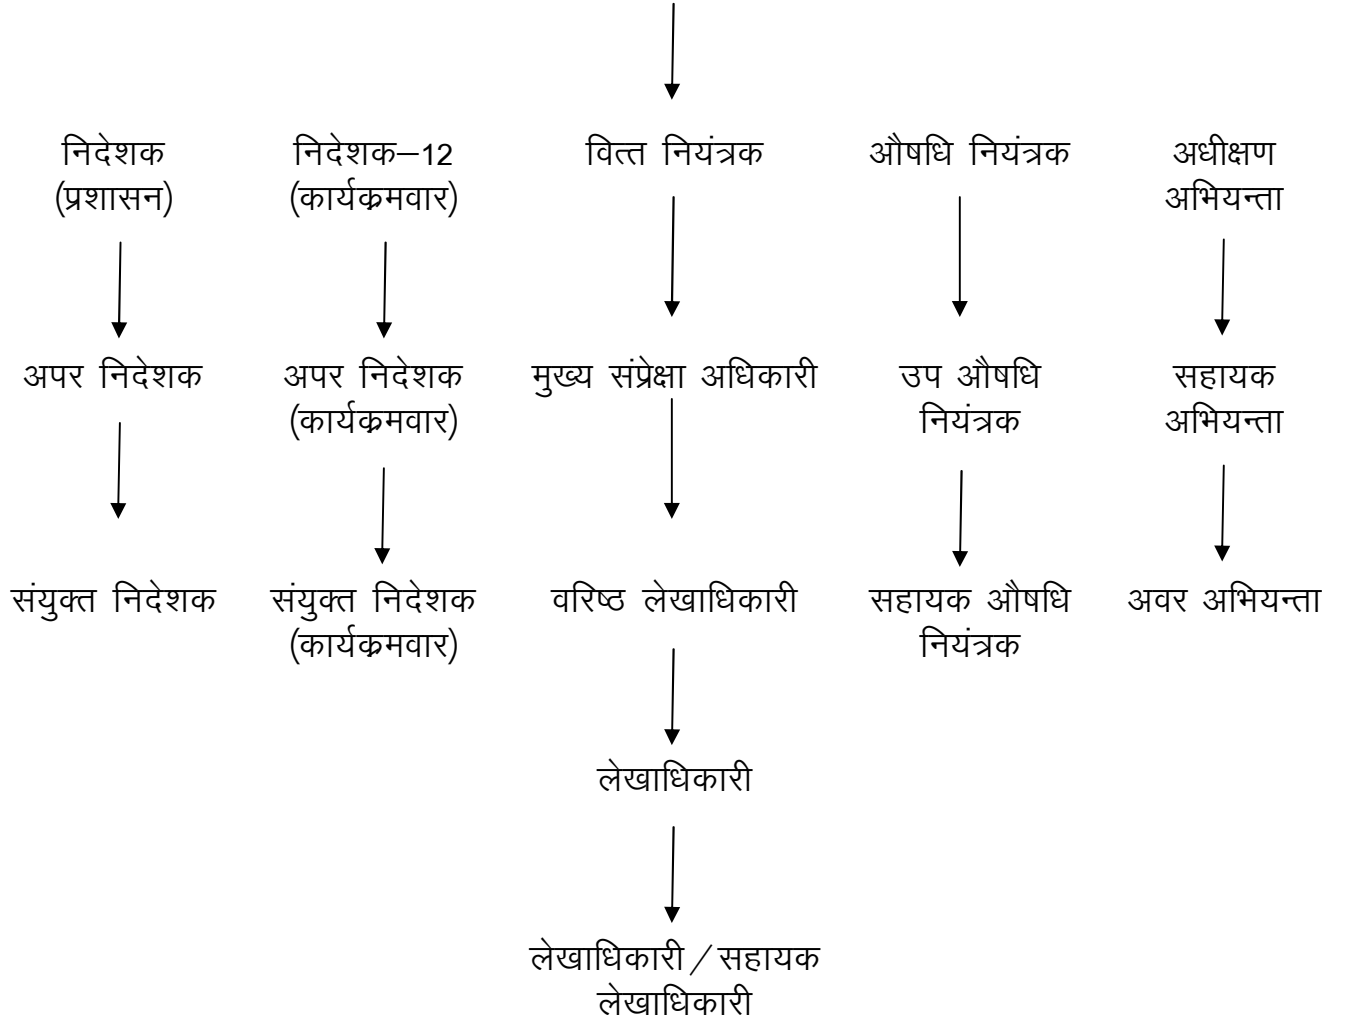 निदेशक
(प्रशासन)
निदेशक–12
(कार्यक्रमवार)
वित्त नियंत्रक
औषधि नियंत्रक
अधीक्षण
अभियन्ता
अपर निदेशक
अपर निदेशक
(कार्यक्रमवार)
मुख्य संप्रेक्षा अधिकारी
उप औषधि
नियंत्रक
सहायक
अभियन्ता
संयुक्त निदेशक
संयुक्त निदेशक
(कार्यक्रमवार)
वरिष्ठ लेखाधिकारी
सहायक औषधि
नियंत्रक
अवर अभियन्ता
लेखाधिकारी
लेखाधिकारी / सहायक
लेखाधिकारी